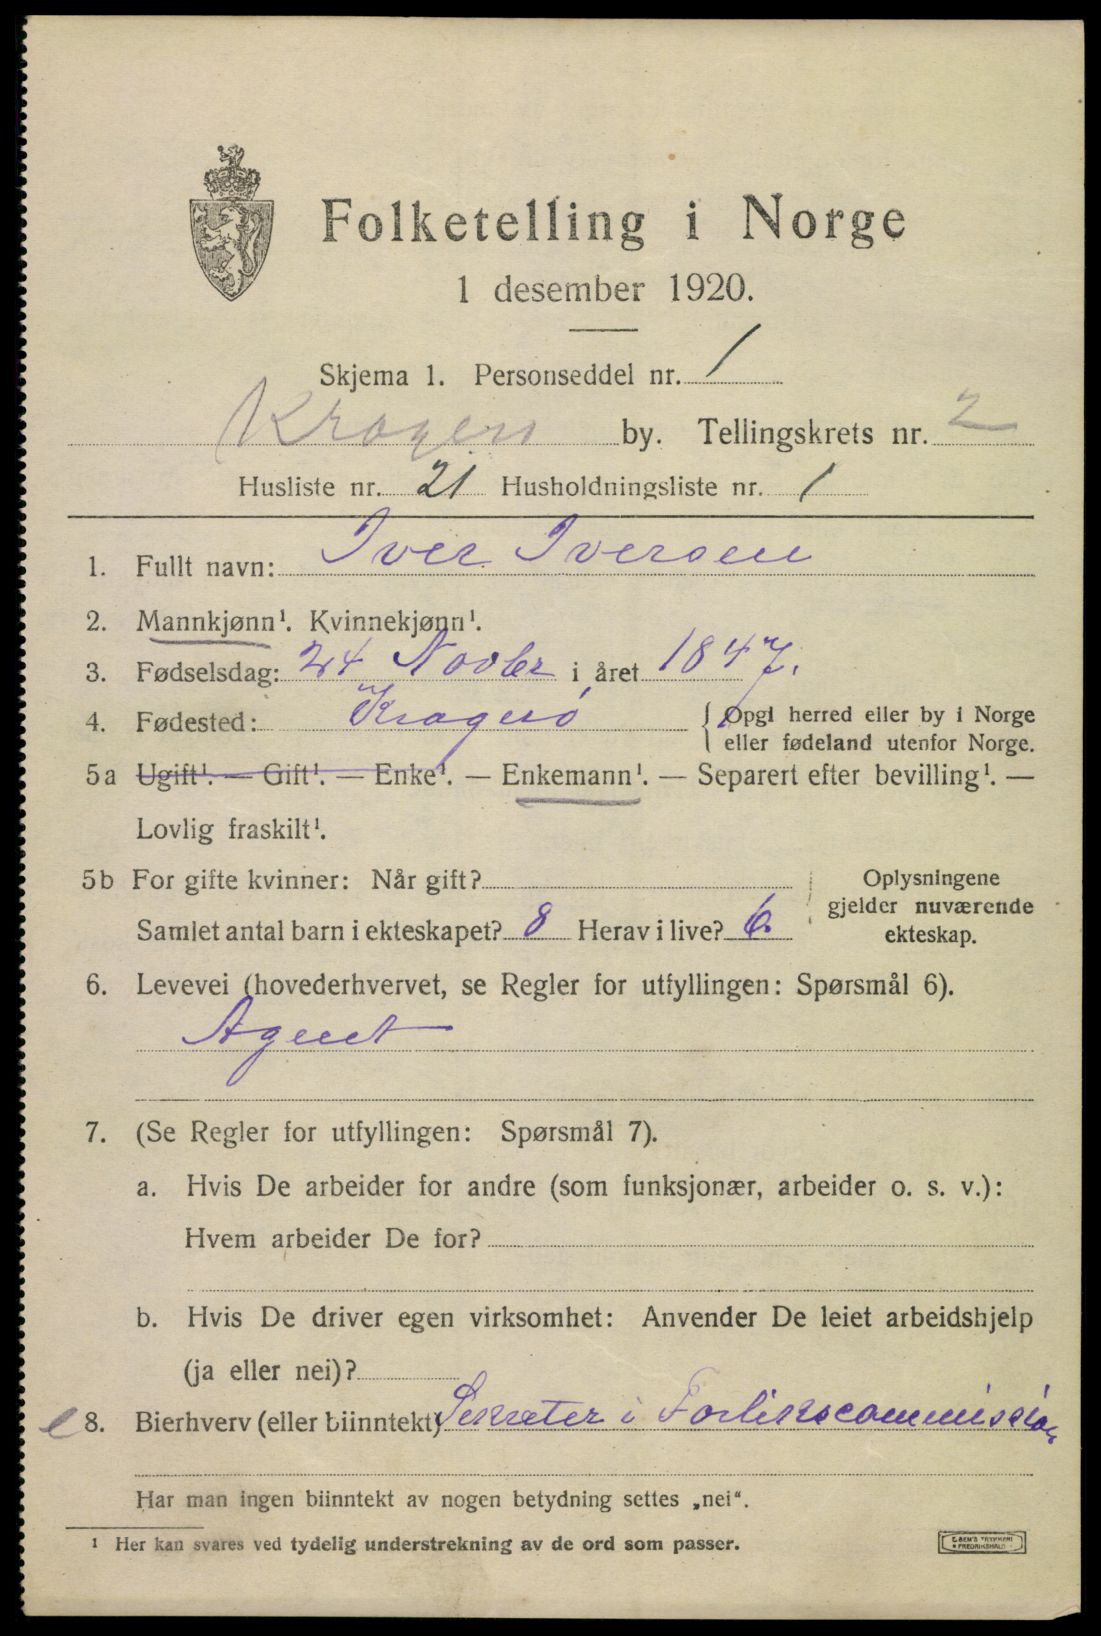 Folketelling i Norge
1 desember 1920.
Skjema 1. Personseddel nr. 1
Kragerø by. Tellingskrets nr. 2
Husliste nr. 21 Husholdningsliste nr. 1
1. Fullt navn: Iver Iversen
2. Mannkjønn¹. Kvinnekjønn¹.
3. Fødselsdag: 24 Novbr i året 1847.
4. Fødested: Kragerø { Opgi herred eller by i Norge
eller fødeland utenfor Norge.
5a Ugift¹. — Gift¹. — Enke¹. — Enkemann¹. — Separert efter bevilling¹. —
Lovlig fraskilt¹.
5b For gifte kvinner: Når gift?
Samlet antal barn i ekteskapet? 8 Herav i live? 6.
Oplysningene
gjelder nuværende
ekteskap.
6. Levevei (hovederhvervet, se Regler for utfyllingen: Spørsmål 6).
Agent
7. (Se Regler for utfyllingen: Spørsmål 7).
a. Hvis De arbeider for andre (som funksjonær, arbeider o. s. v.):
Hvem arbeider De for?
b. Hvis De driver egen virksomhet: Anvender De leiet arbeidshjelp
(ja eller nei)?
8. Bierhverv (eller biinntekt) Sekretær i Forlikscommission
Har man ingen biinntekt av nogen betydning settes „nei“.
¹ Her kan svares ved tydelig understrekning av de ord som passer.